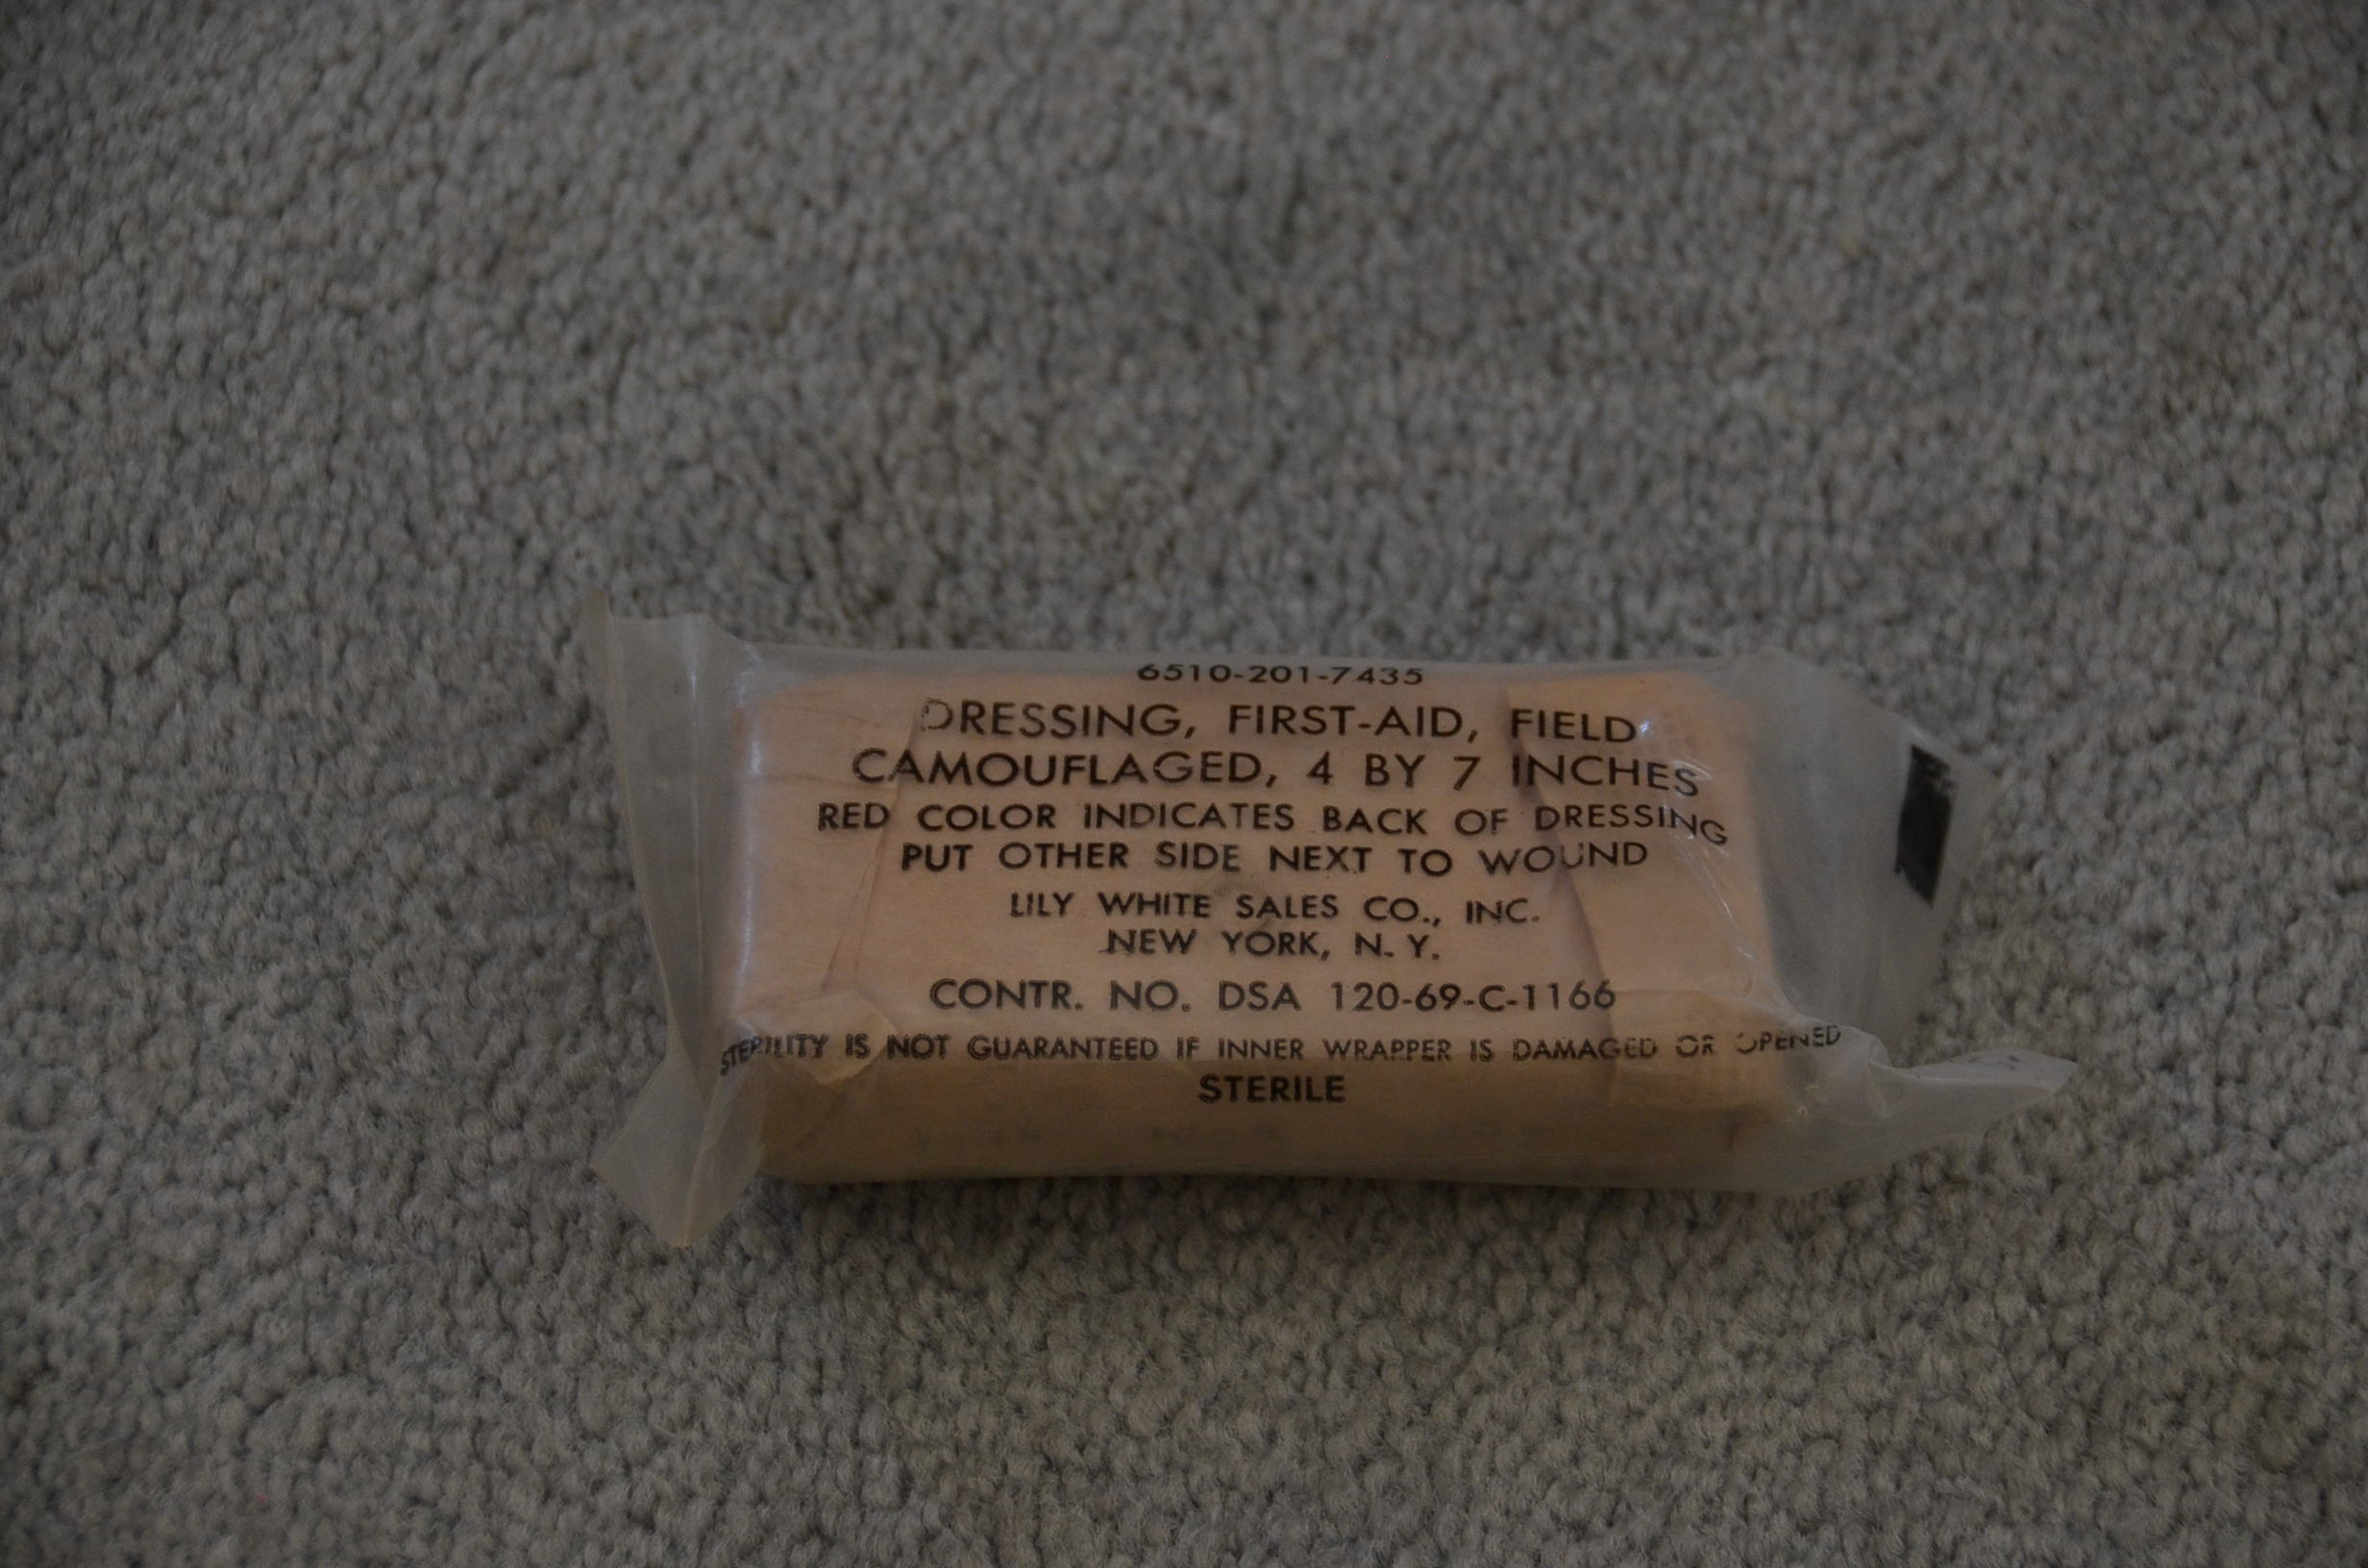 6510-201-7435
DRESSING, FIRST-AID, FIELD
CAMOUFLAGED, 4 BY 7 INCHES
RED COLOR INDICATES BACK OF DRESSING
PUT OTHER SIDE NEXT TO WOUND
LILY WHITE SALES CO., INC.
NEW YORK, N. Y.
CONTR. NO. DSA 120-69-C-1166
STERILITY IS NOT GUARANTEED IF INNER WRAPPER IS DAMAGED OR OPENED
STERILE